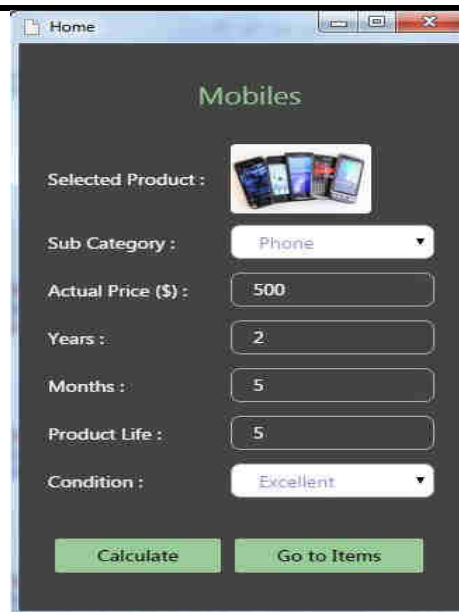 Home
Mobiles
Selected Product :
Sub Category : Phone
Actual Price ($) : 500
Years : 2
Months : 5
Product Life : 5
Condition : Excellent
Calculate Go to Items